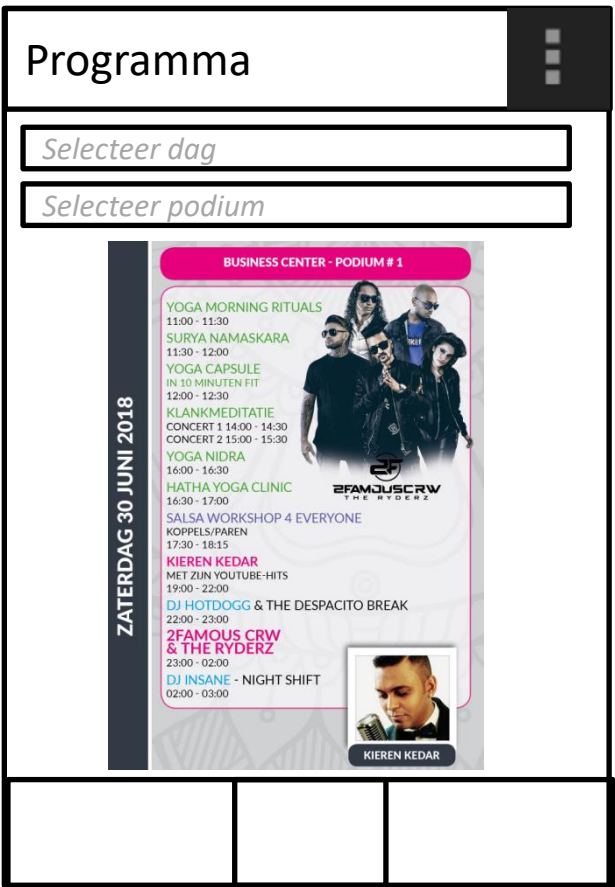 Programma
Selecteer dag
Selecteer podium
ZATERDAG 30 JUNI 2018
BUSINESS CENTER - PODIUM # 1
YOGA MORNING RITUALS
11:00 - 11:30
SURYA NAMASKARA
11:30 - 12:00
YOGA CAPSULE
IN 10 MINUTEN FIT
12:00 - 12:30
KLANKMEDITATIE
CONCERT 1 14:00 - 14:30
CONCERT 2 15:00 - 15:30
YOGA NIDRA
16:00 - 16:30
HATHA YOGA CLINIC
16:30 - 17:00
SALSA WORKSHOP 4 EVERYONE
KOPPELS/PAREN
17:30 - 18:15
KIEREN KEDAR
MET ZIJN YOUTUBE-HITS
19:00 - 22:00
DJ HOTDOGG & THE DESPACITO BREAK
22:00 - 23:00
2FAMOUS CRW
& THE RYDERZ
23:00 - 02:00
DJ INSANE - NIGHT SHIFT
02:00 - 03:00
2F
2FAMOUSCRW
THE RYDERZ
KIEREN KEDAR